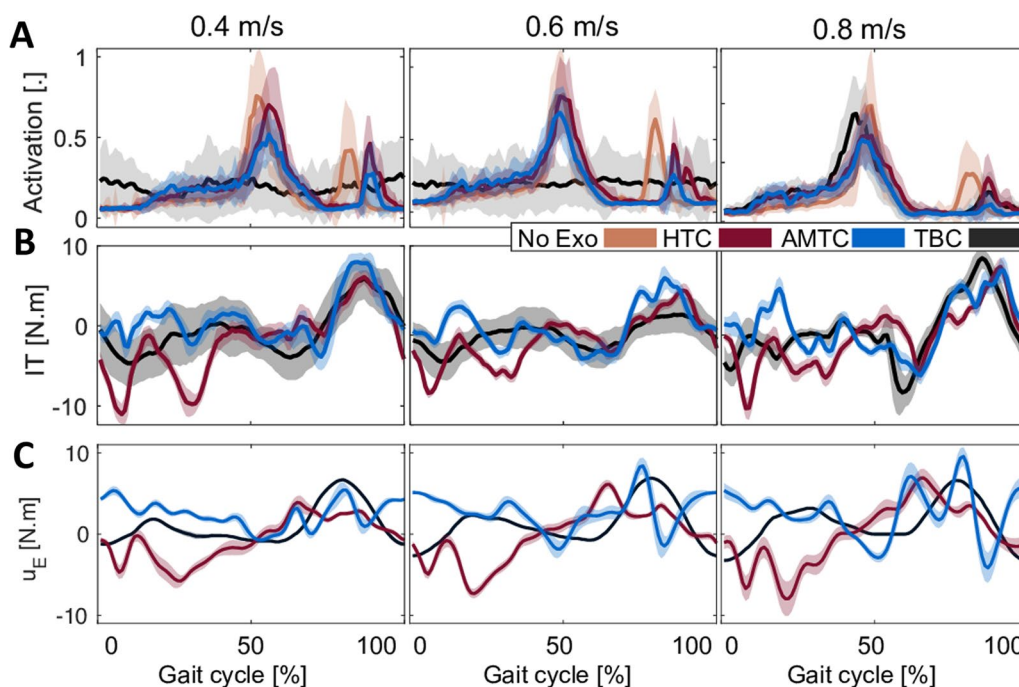 0.4 m/s 0.6 m/s 0.8 m/s
A
Activation [.]
1
0.5
0
No Exo HTC AMTC TBC
B
IT [N.m]
10
0
-10
C
u_E [N.m]
10
0
-10
0 50 100 0 50 100 0 50 100
Gait cycle [%] Gait cycle [%] Gait cycle [%]